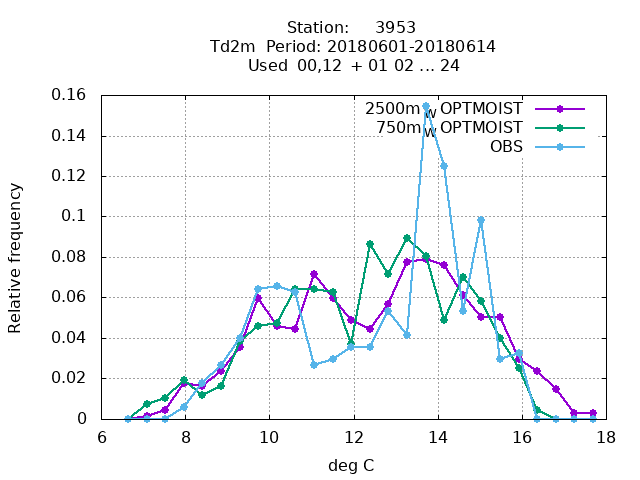 Station: 3953
Td2m Period: 20180601-20180614
Used 00,12 + 01 02 ... 24
0.16
0.14
0.12
0.1
0.08
0.06
0.04
0.02
0
Relative frequency
2500m w OPTMOIST
750m w OPTMOIST
OBS
6 8 10 12 14 16 18
deg C